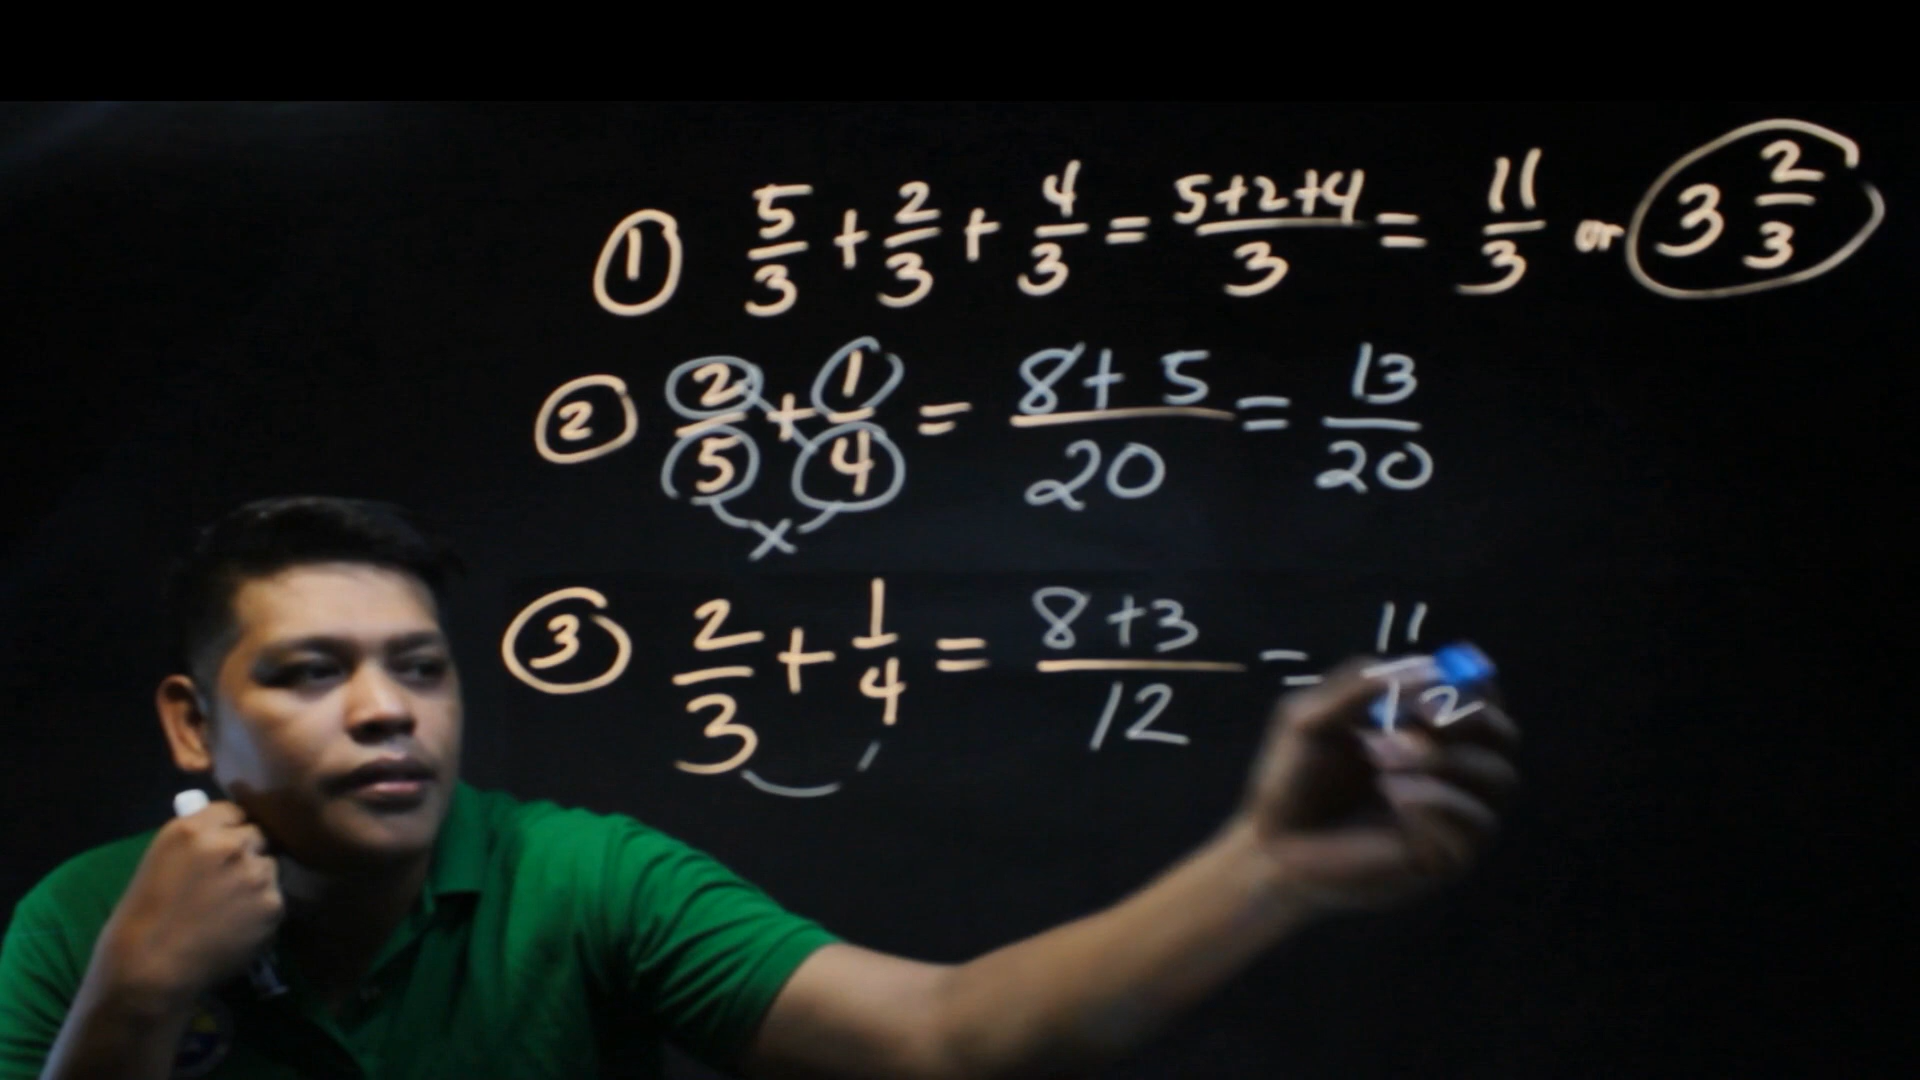 ① 5/3 + 2/3 + 4/3 = 5+2+4/3 = 11/3 or 3 2/3
② 2/5 + 1/4 = 8+5/20 = 13/20
×
③ 2/3 + 1/4 = 8+3/12 = 11/12